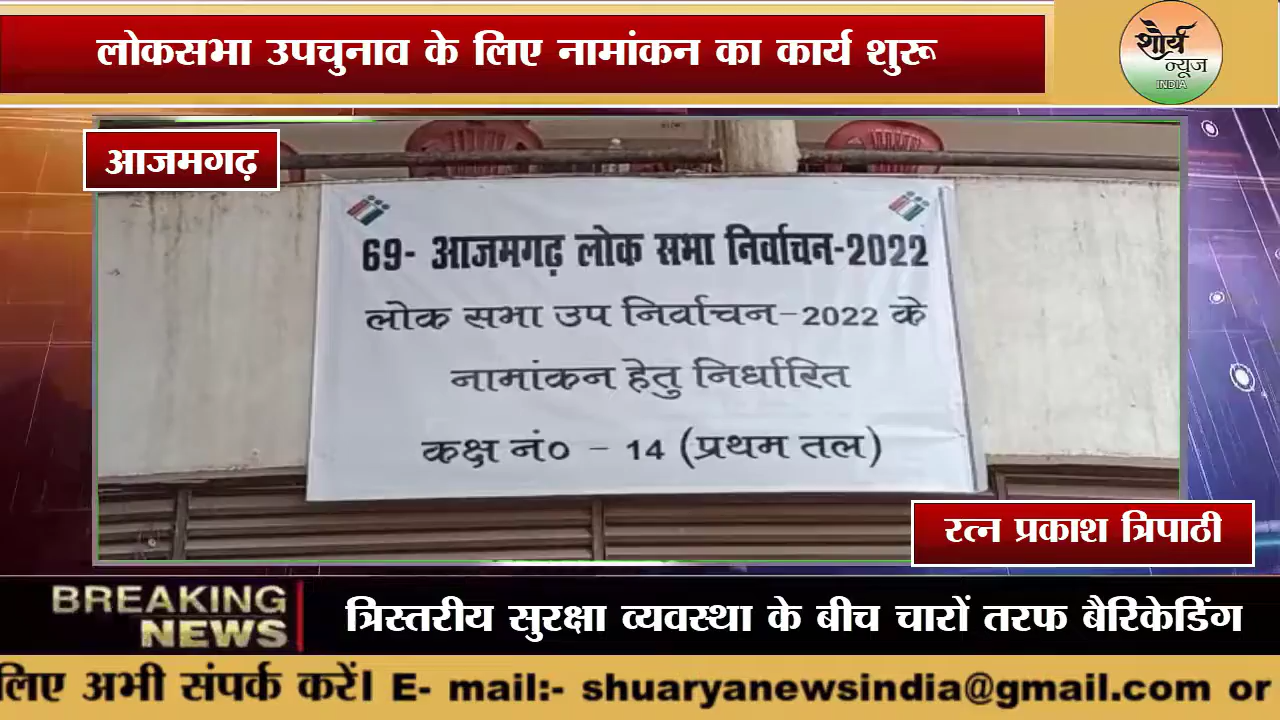 लोकसभा उपचुनाव के लिए नामांकन का कार्य शुरू
शौर्य
न्यूज
INDIA
आजमगढ़
69- आजमगढ़ लोक सभा निर्वाचन-2022
लोक सभा उप निर्वाचन-2022 के
नामांकन हेतु निर्धारित
कक्ष नं० - 14 (प्रथम तल)
रत्न प्रकाश त्रिपाठी
BREAKING
NEWS
त्रिस्तरीय सुरक्षा व्यवस्था के बीच चारों तरफ बैरिकेडिंग
लिए अभी संपर्क करें। E- mail:- shuaryanewsindia@gmail.com or